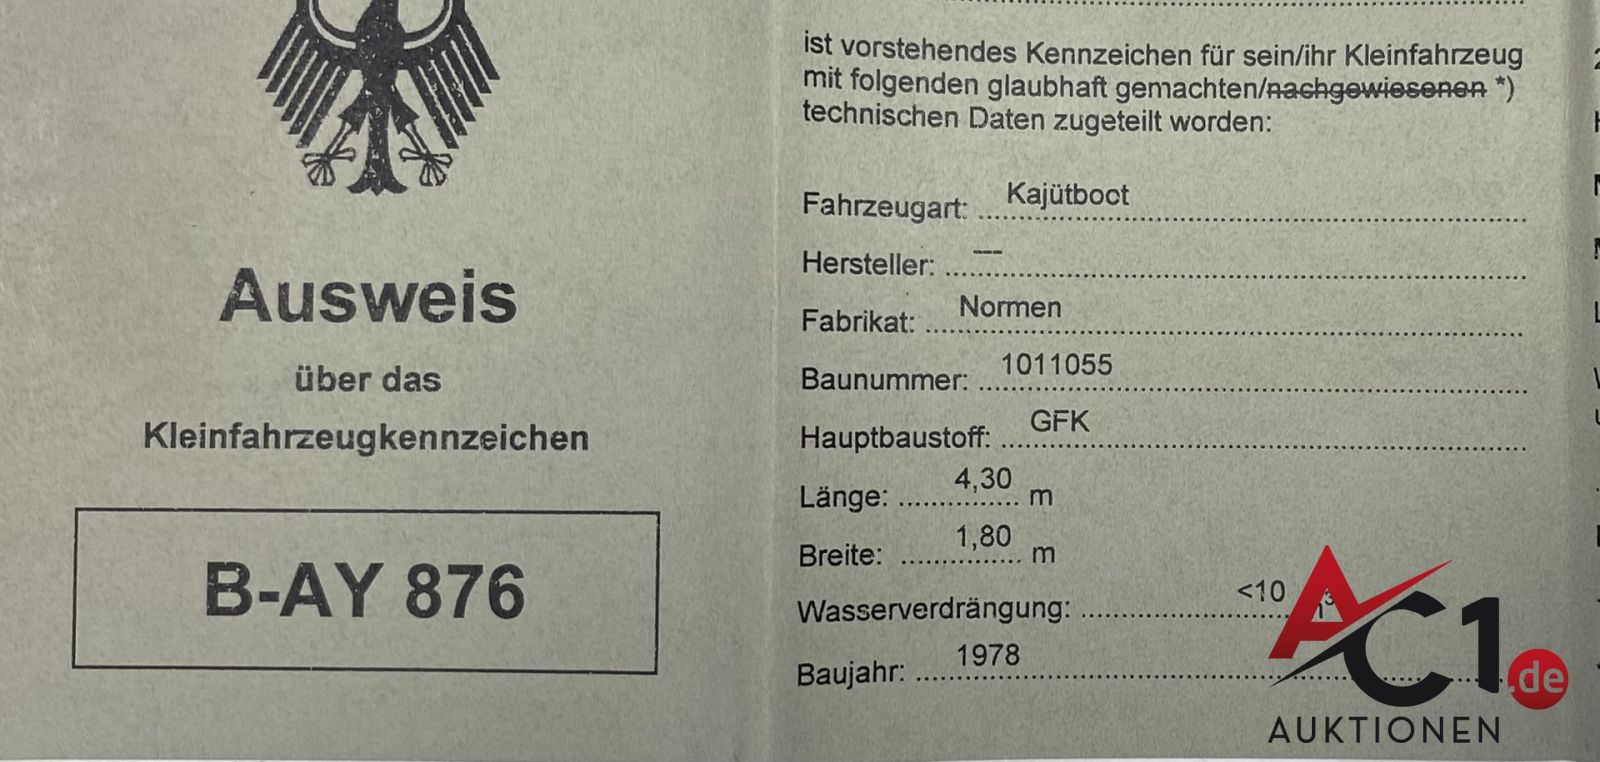 Ausweis
über das
Kleinfahrzeugkennzeichen
B-AY 876
ist vorstehendes Kennzeichen für sein/ihr Kleinfahrzeug
mit folgenden glaubhaft gemachten/nachgewiesenen *)
technischen Daten zugeteilt worden:
Fahrzeugart: Kajütboot
Hersteller: ---
Fabrikat: Normen
Baunummer: 1011055
Hauptbaustoff: GFK
Länge: 4,30 m
Breite: 1,80 m
Wasserverdrängung: <10
Baujahr: 1978
AC1.de
AUKTIONEN